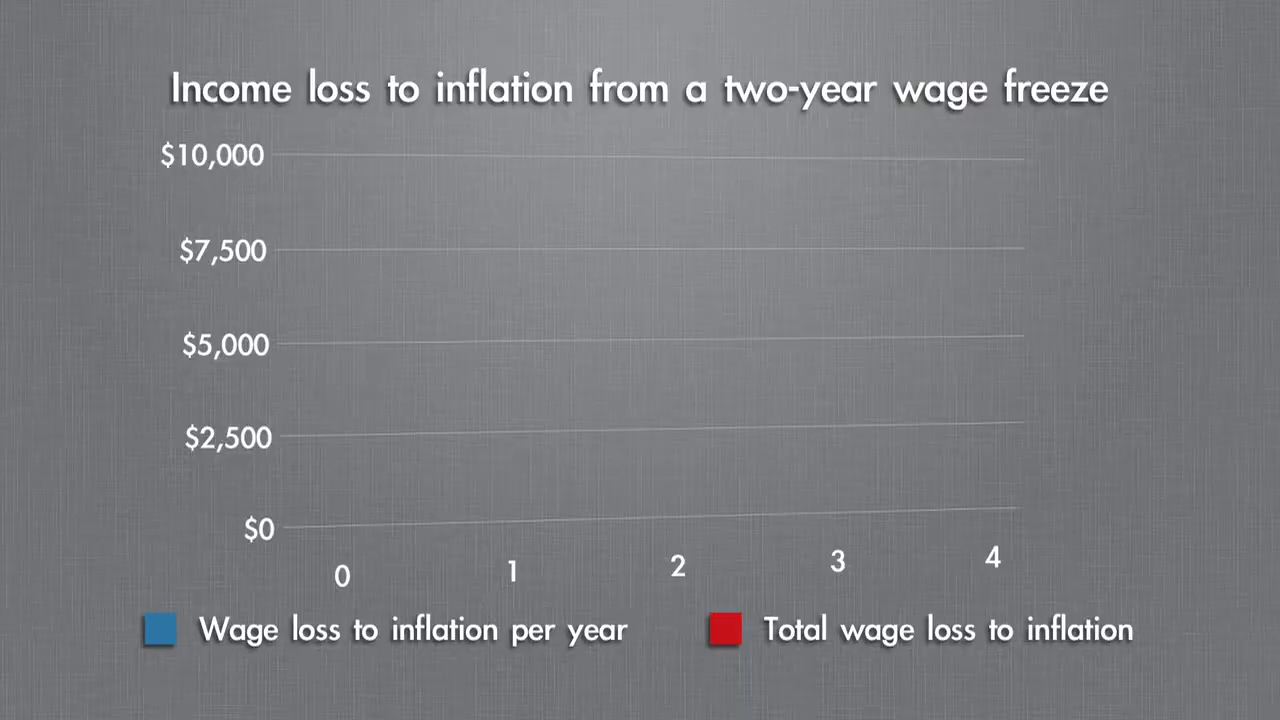 Income loss to inflation from a two-year wage freeze
$10,000
$7,500
$5,000
$2,500
$0
0 1 2 3 4
Wage loss to inflation per year
Total wage loss to inflation